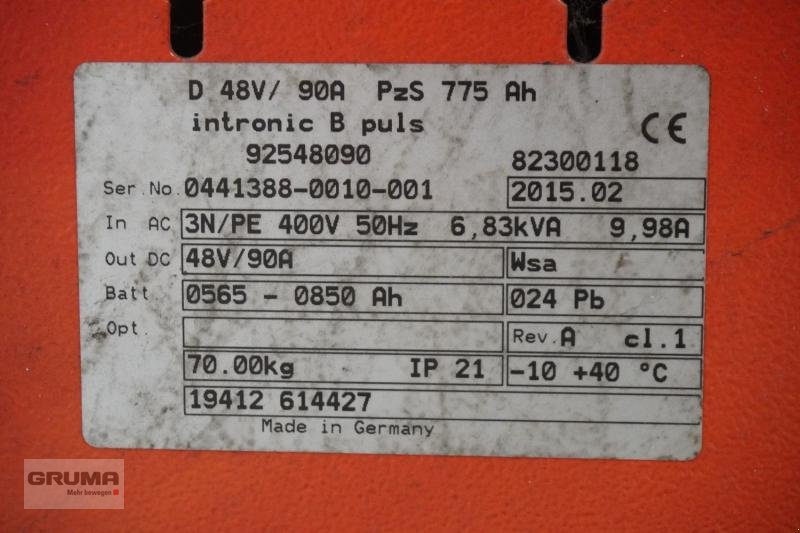 D 48V/ 90A PzS 775 Ah
intronic B puls
CE
92548090 82300118
Ser.No. 0441388-0010-001 2015.02
In AC 3N/PE 400V 50Hz 6,83kVA 9,98A
Out DC 48V/90A Wsa
Batt 0565 - 0850 Ah 024 Pb
Opt. Rev.A cl.1
70.00kg IP 21 -10 +40 °C
19412 614427
Made in Germany
GRUMA
Mehr bewegen